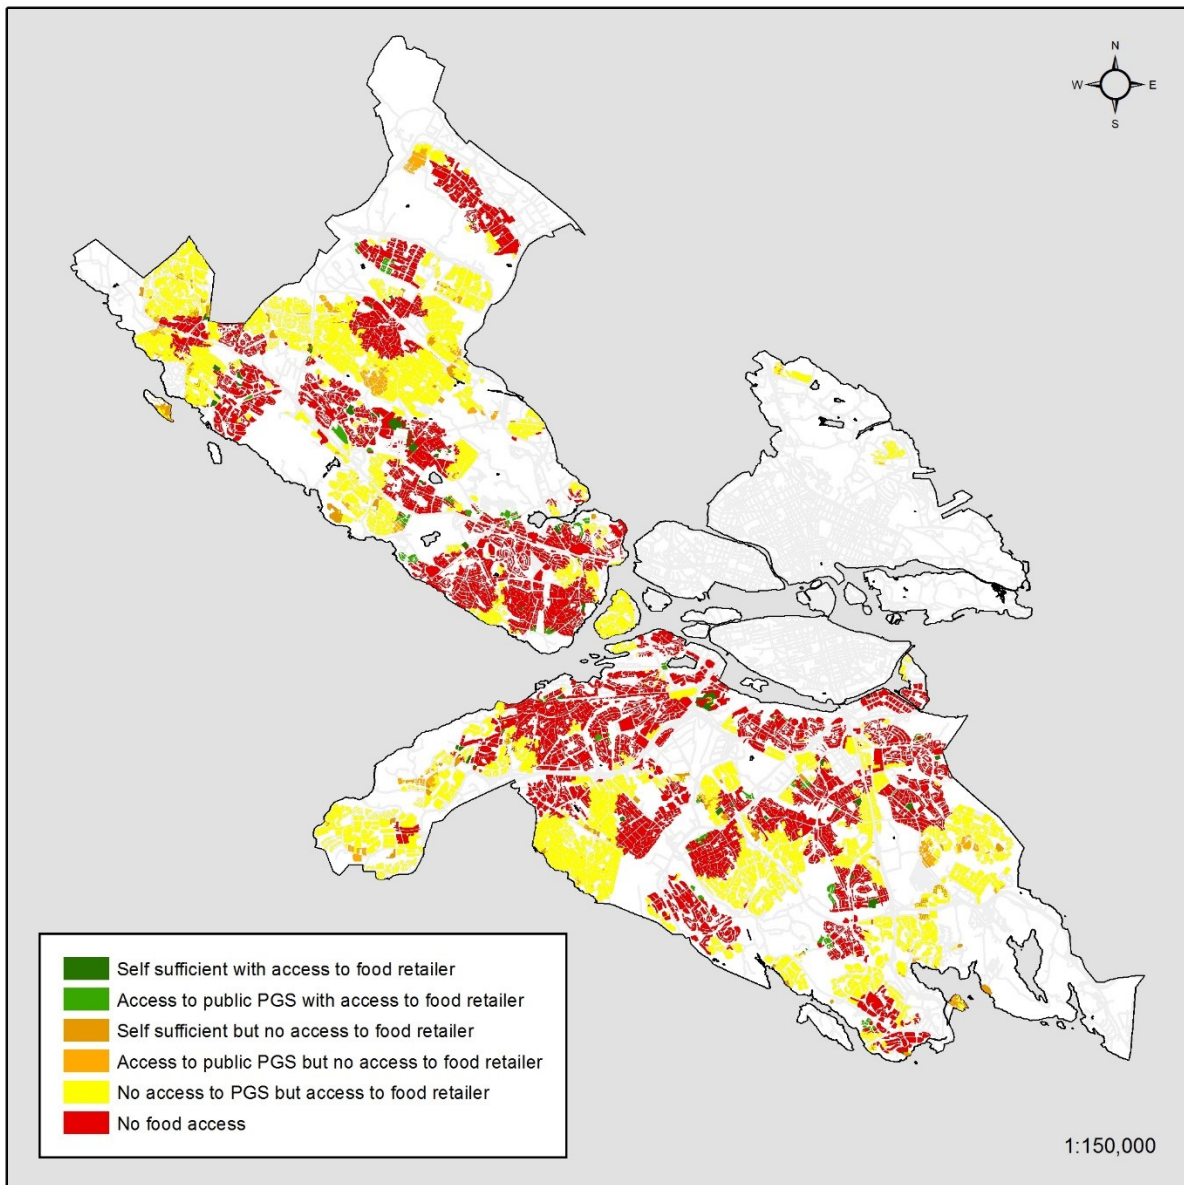 N
W E
S
Self sufficient with access to food retailer
Access to public PGS with access to food retailer
Self sufficient but no access to food retailer
Access to public PGS but no access to food retailer
No access to PGS but access to food retailer
No food access
1:150,000